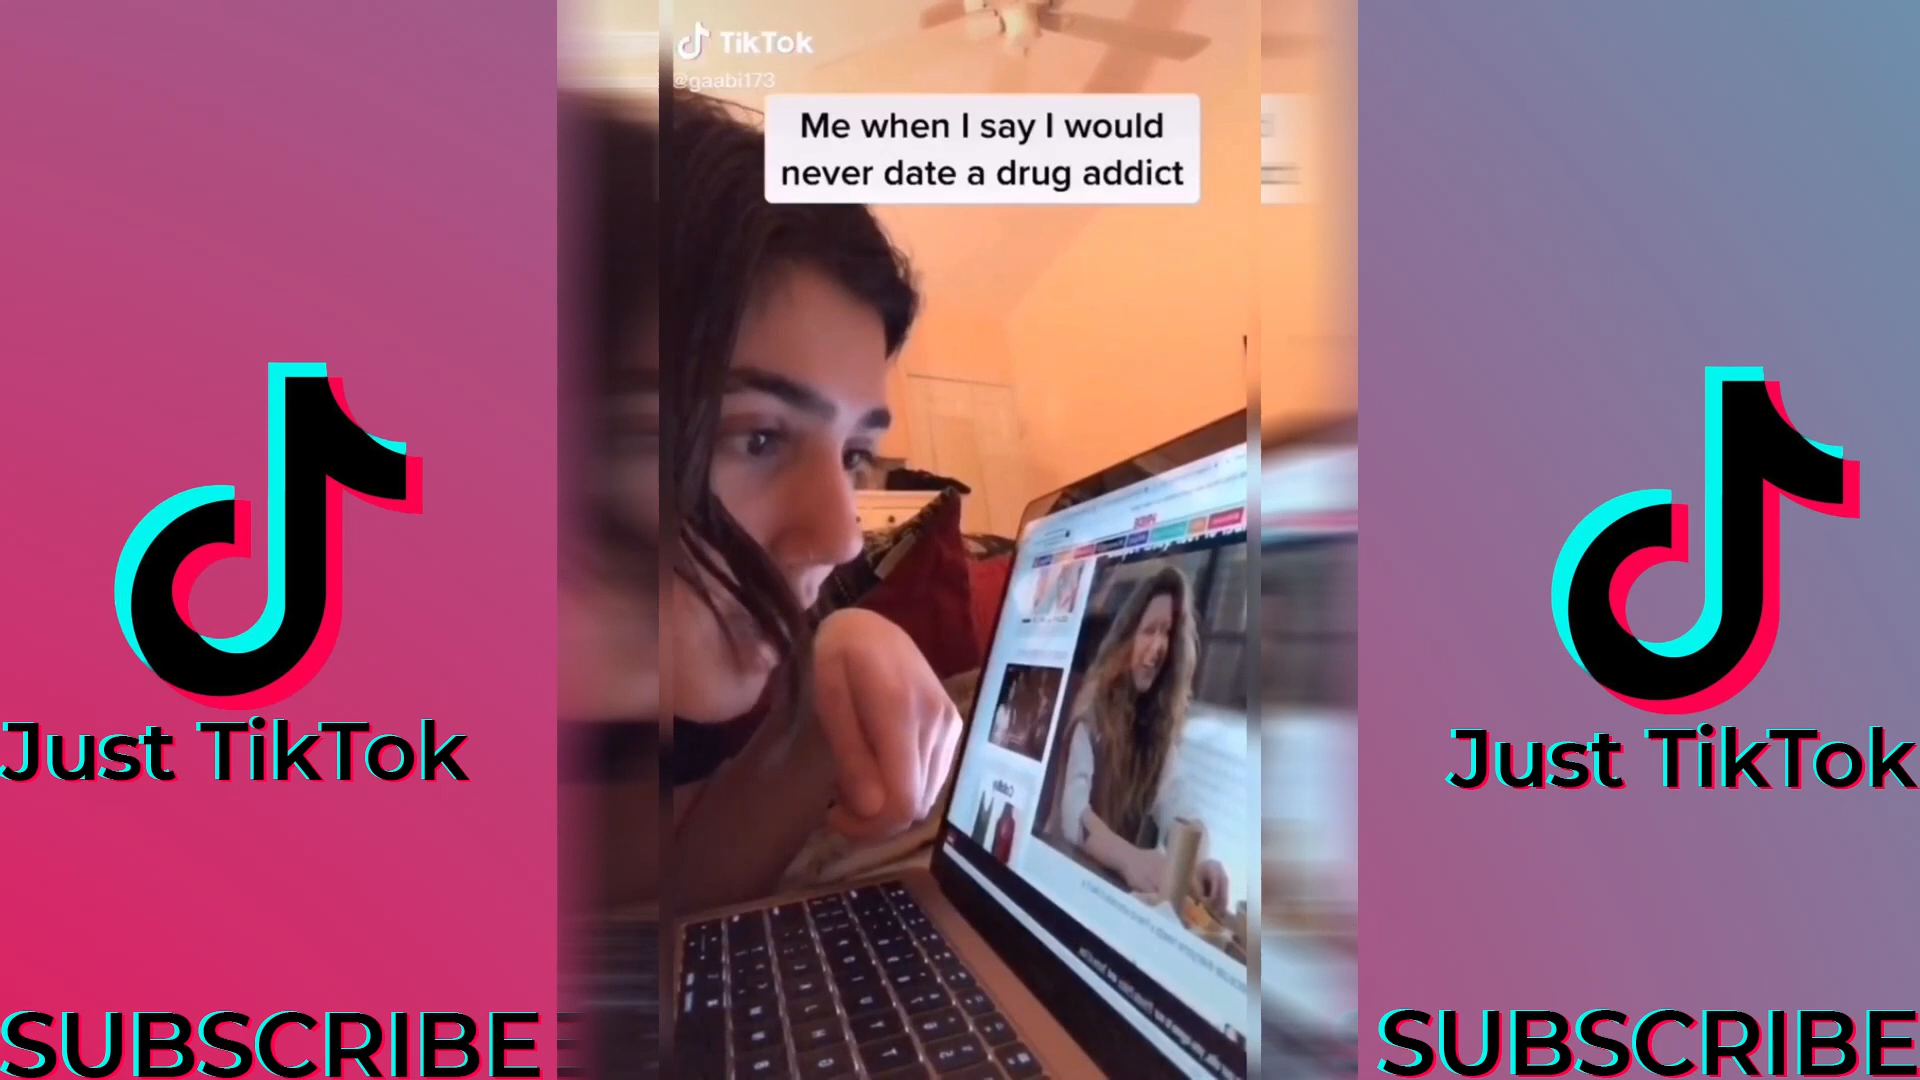 TikTok
@gaabi173
Me when I say I would
never date a drug addict
Just TikTok
Just TikTok
SUBSCRIBE
SUBSCRIBE